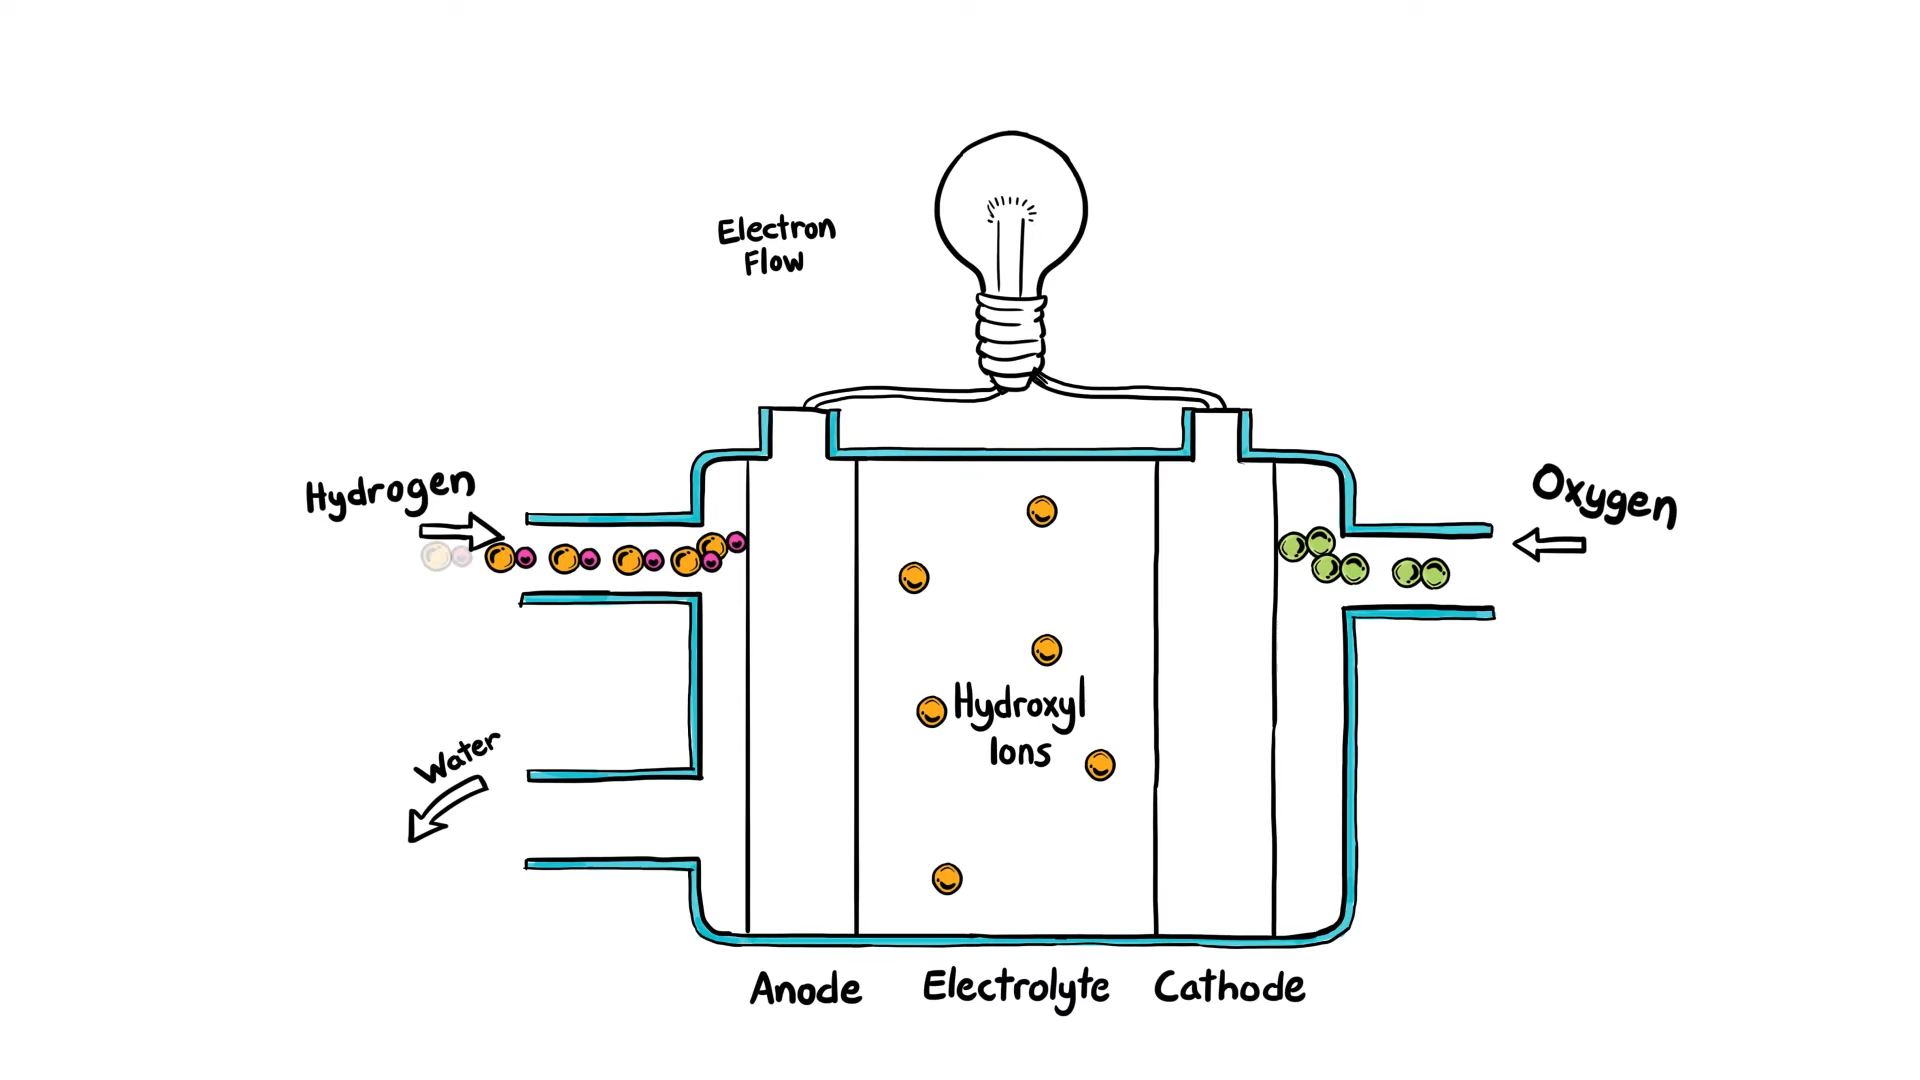 Electron
Flow
Hydrogen
Oxygen
Hydroxyl
Ions
Water
Anode
Electrolyte
Cathode